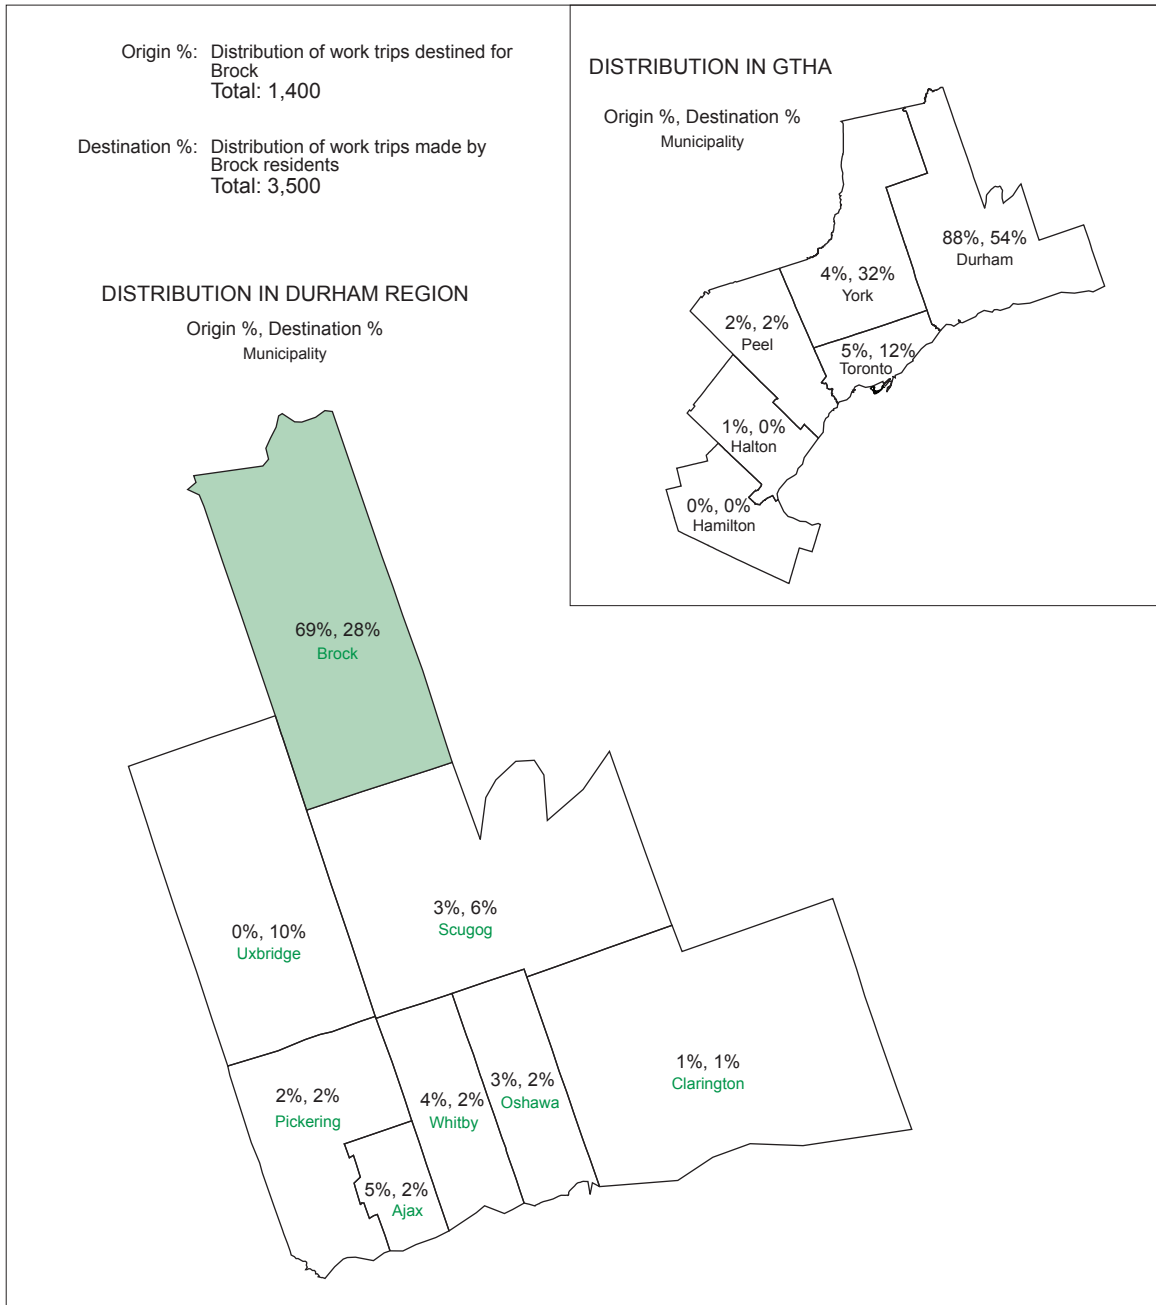 Origin %: Distribution of work trips destined for
Brock
Total: 1,400
Destination %: Distribution of work trips made by
Brock residents
Total: 3,500
DISTRIBUTION IN DURHAM REGION
Origin %, Destination %
Municipality
69%, 28%
Brock
0%, 10%
Uxbridge
3%, 6%
Scugog
2%, 2%
Pickering
5%, 2%
Ajax
4%, 2%
Whitby
3%, 2%
Oshawa
1%, 1%
Clarington
DISTRIBUTION IN GTHA
Origin %, Destination %
Municipality
88%, 54%
Durham
4%, 32%
York
2%, 2%
Peel
5%, 12%
Toronto
1%, 0%
Halton
0%, 0%
Hamilton